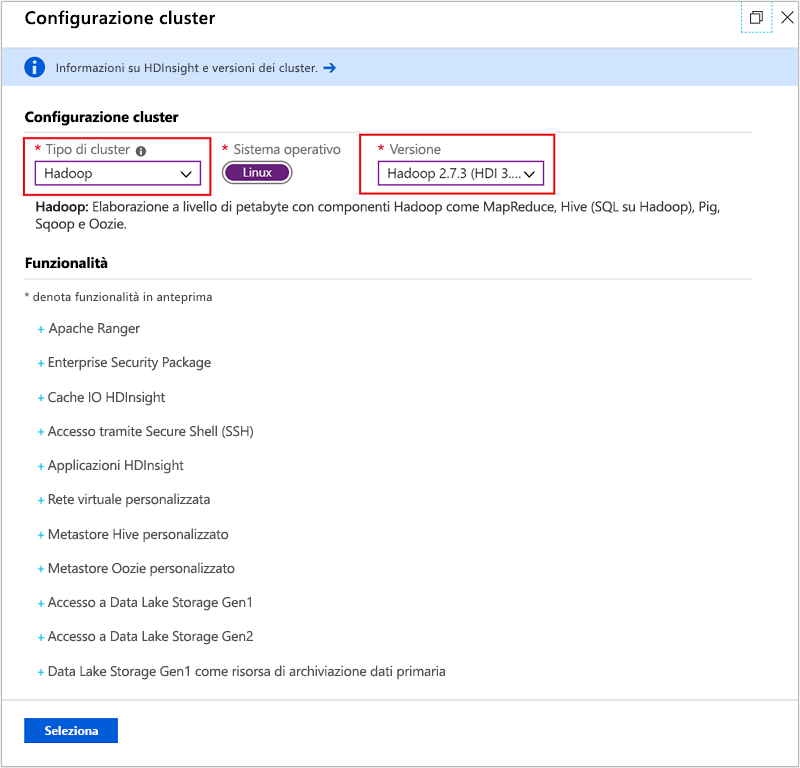 Configurazione cluster
Informazioni su HDInsight e versioni dei cluster. →
Configurazione cluster
* Tipo di cluster
* Sistema operativo
* Versione
Hadoop
Linux
Hadoop 2.7.3 (HDI 3....
Hadoop: Elaborazione a livello di petabyte con componenti Hadoop come MapReduce, Hive (SQL su Hadoop), Pig,
Sqoop e Oozie.
Funzionalità
* denota funzionalità in anteprima
+ Apache Ranger
+ Enterprise Security Package
+ Cache IO HDInsight
+ Accesso tramite Secure Shell (SSH)
+ Applicazioni HDInsight
+ Rete virtuale personalizzata
+ Metastore Hive personalizzato
+ Metastore Oozie personalizzato
+ Accesso a Data Lake Storage Gen1
+ Accesso a Data Lake Storage Gen2
+ Data Lake Storage Gen1 come risorsa di archiviazione dati primaria
Seleziona